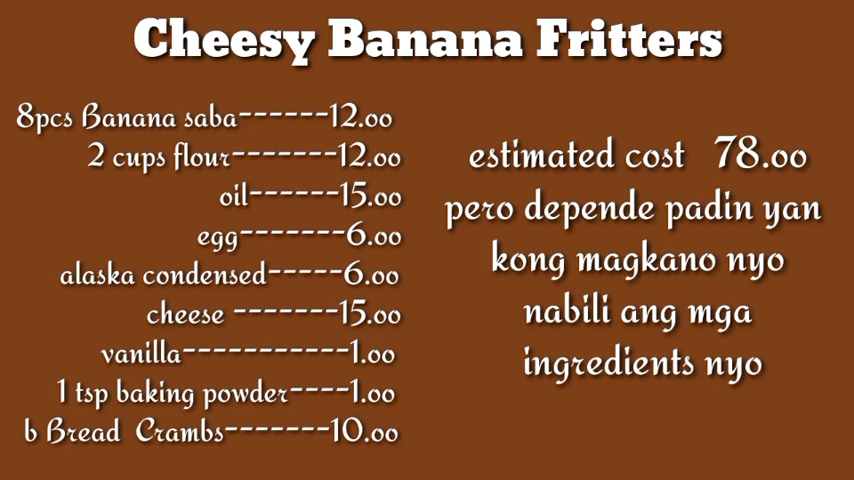 Cheesy Banana Fritters
8pcs Banana saba------12.00
2 cups flour-------12.00
oil------15.00
egg-------6.00
alaska condensed-----6.00
cheese -------15.00
vanilla-----------1.00
1 tsp baking powder----1.00
b Bread Crambs-------10.00
estimated cost 78.00
pero depende padin yan
kong magkano nyo
nabili ang mga
ingredients nyo